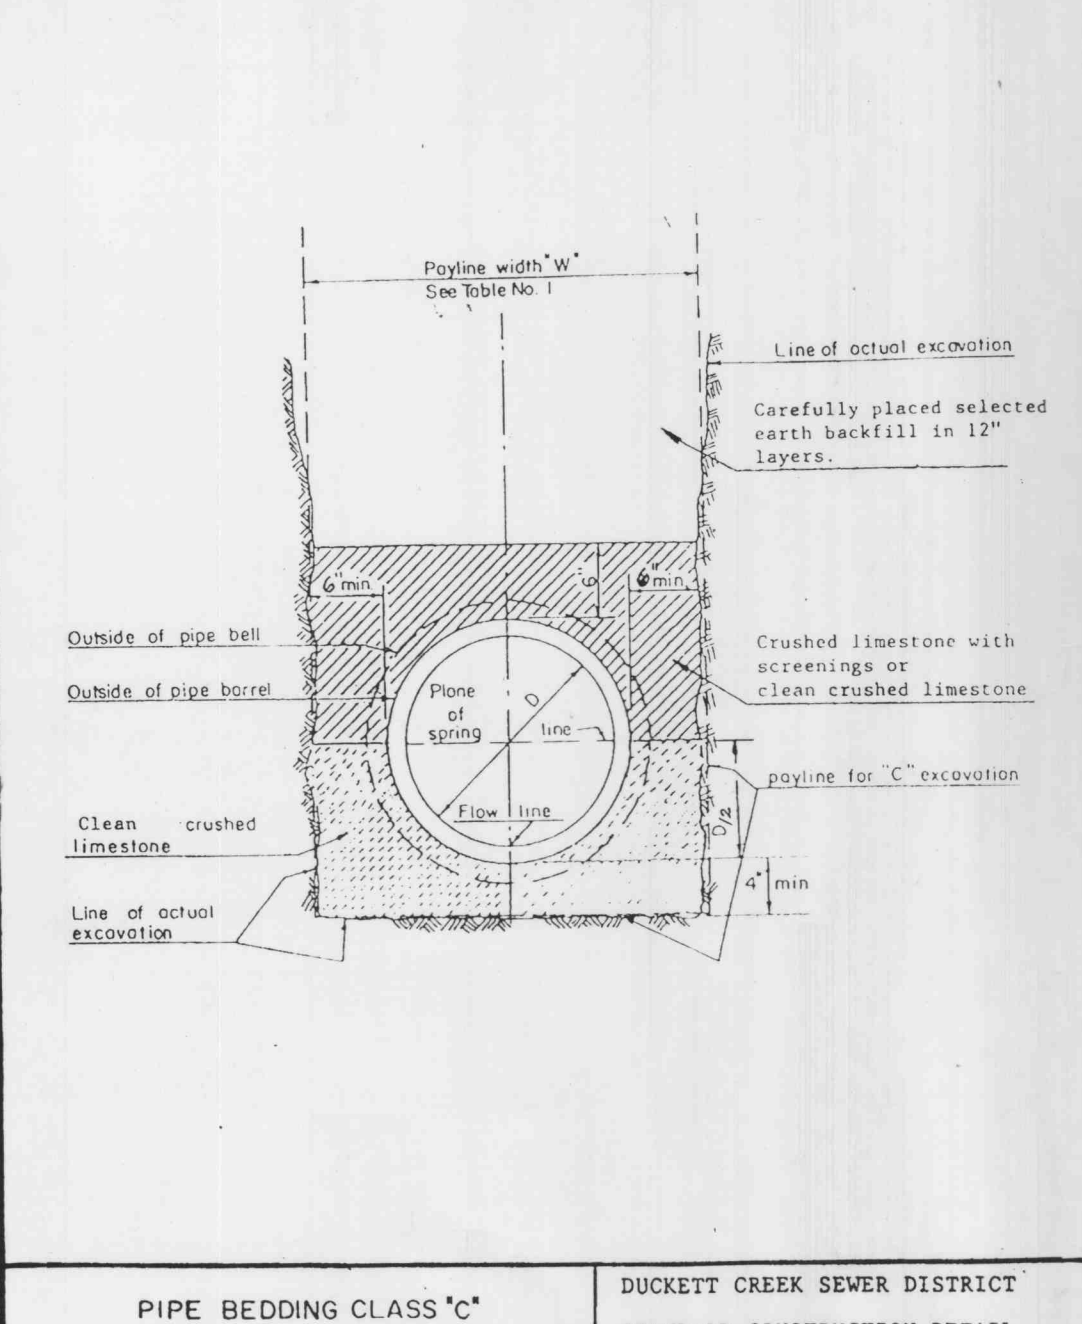 Payline width "W"
See Table No. 1
Line of actual excavation
Carefully placed selected
earth backfill in 12"
layers.
6" min.
6"
6" min.
Outside of pipe bell
Outside of pipe barrel
Crushed limestone with
screenings or
clean crushed limestone
Plane
of
spring
line
D
Flow line
payline for "C" excavation
D/2
Clean crushed
limestone
4" min
Line of actual
excavation
PIPE BEDDING CLASS "C"
DUCKETT CREEK SEWER DISTRICT